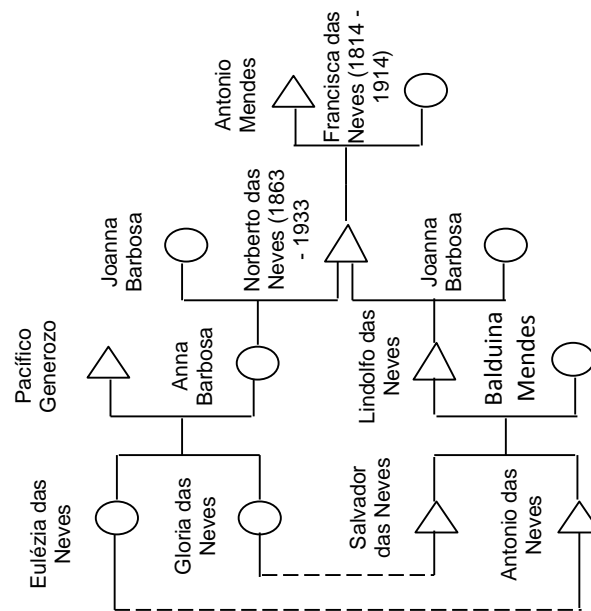 Antonio
Mendes
Francisca das
Neves (1814 -
1914)
Joanna
Barbosa
Norberto das
Neves (1863
- 1933
Joanna
Barbosa
Pacífico
Generozo
Anna
Barbosa
Lindolfo das
Neves
Balduina
Mendes
Eulézia das
Neves
Gloria das
Neves
Salvador
das Neves
Antonio das
Neves